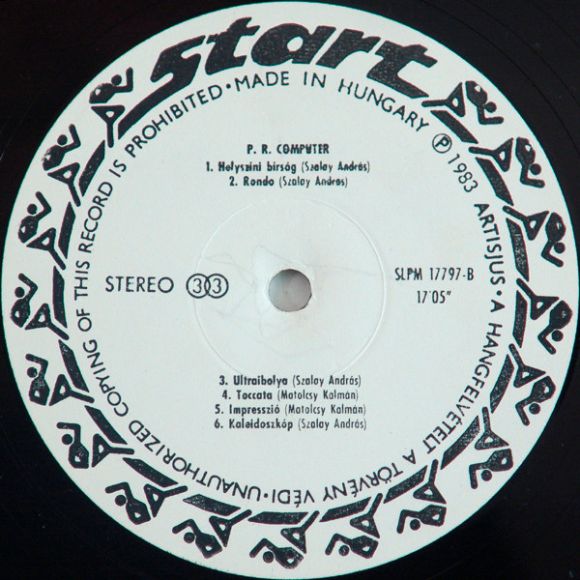 start
UNAUTHORIZED COPYING OF THIS RECORD IS PROHIBITED • MADE IN HUNGARY Ⓟ 1983 ARTISJUS • A HANGFELVÉTELT A TÖRVÉNY VÉDI •
P. R. COMPUTER
1. Helyszini birság (Szalay András)
2. Rondo (Szalay András)
STEREO 33
SLPM 17797-B
17'05"
3. Ultraibolya (Szalay András)
4. Toccata (Matolcsy Kálmán)
5. Impresszió (Matolcsy Kálmán)
6. Kaleidoszkóp (Szalay András)